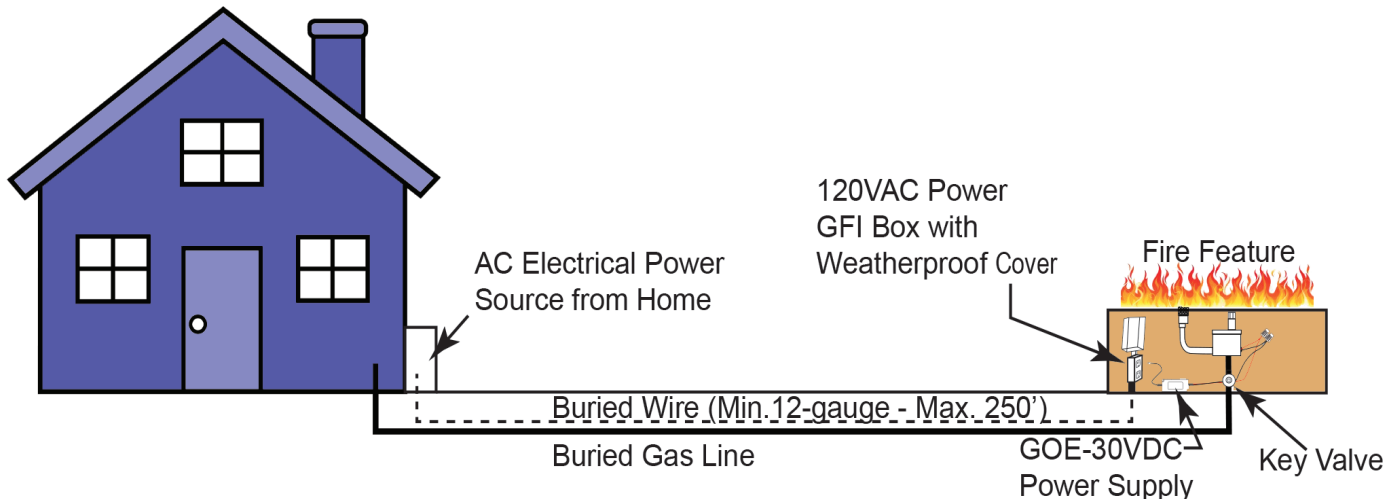 120VAC Power
GFI Box with
Weatherproof Cover
Fire Feature
AC Electrical Power
Source from Home
Buried Wire (Min.12-gauge - Max. 250’)
Buried Gas Line
GOE-30VDC
Power Supply
Key Valve